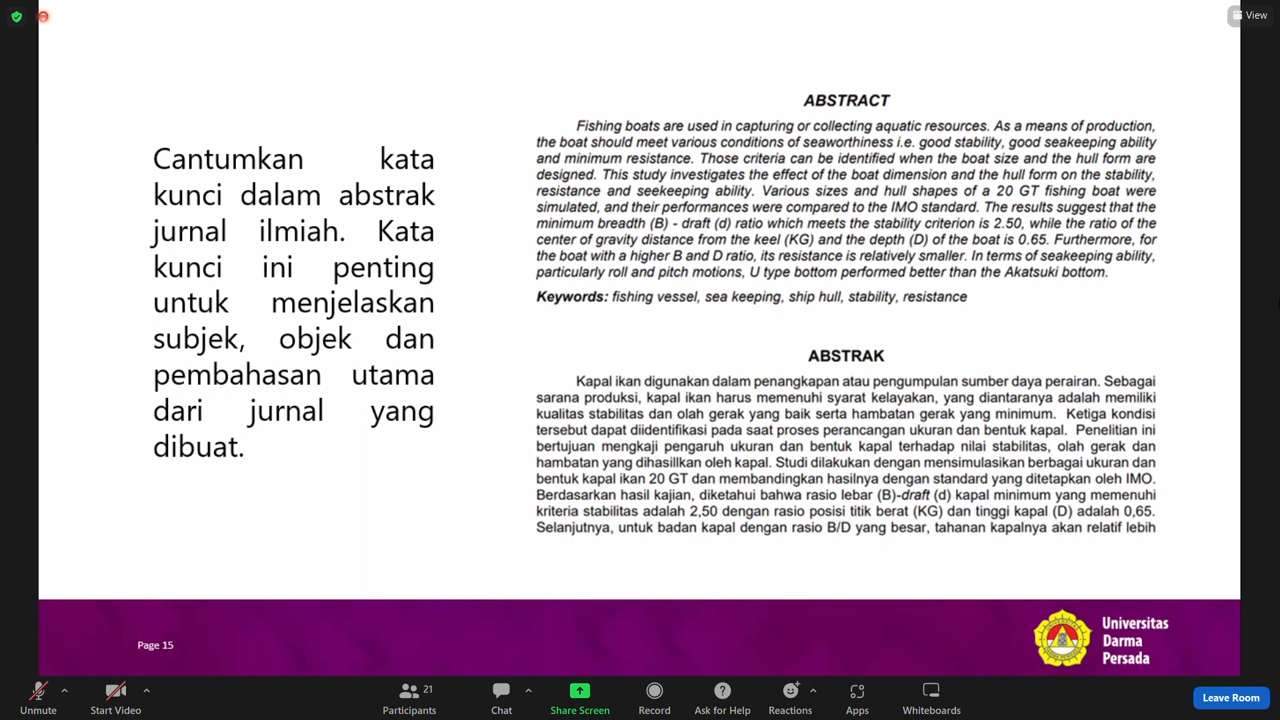 View
Cantumkan kata
kunci dalam abstrak
jurnal ilmiah. Kata
kunci ini penting
untuk menjelaskan
subjek, objek dan
pembahasan utama
dari jurnal yang
dibuat.
ABSTRACT
Fishing boats are used in capturing or collecting aquatic resources. As a means of production,
the boat should meet various conditions of seaworthiness i.e. good stability, good seakeeping ability
and minimum resistance. Those criteria can be identified when the boat size and the hull form are
designed. This study investigates the effect of the boat dimension and the hull form on the stability,
resistance and seekeeping ability. Various sizes and hull shapes of a 20 GT fishing boat were
simulated, and their performances were compared to the IMO standard. The results suggest that the
minimum breadth (B) - draft (d) ratio which meets the stability criterion is 2.50, while the ratio of the
center of gravity distance from the keel (KG) and the depth (D) of the boat is 0.65. Furthermore, for
the boat with a higher B and D ratio, its resistance is relatively smaller. In terms of seakeeping ability,
particularly roll and pitch motions, U type bottom performed better than the Akatsuki bottom.
Keywords: fishing vessel, sea keeping, ship hull, stability, resistance
ABSTRAK
Kapal ikan digunakan dalam penangkapan atau pengumpulan sumber daya perairan. Sebagai
sarana produksi, kapal ikan harus memenuhi syarat kelayakan, yang diantaranya adalah memiliki
kualitas stabilitas dan olah gerak yang baik serta hambatan gerak yang minimum. Ketiga kondisi
tersebut dapat diidentifikasi pada saat proses perancangan ukuran dan bentuk kapal. Penelitian ini
bertujuan mengkaji pengaruh ukuran dan bentuk kapal terhadap nilai stabilitas, olah gerak dan
hambatan yang dihasillkan oleh kapal. Studi dilakukan dengan mensimulasikan berbagai ukuran dan
bentuk kapal ikan 20 GT dan membandingkan hasilnya dengan standard yang ditetapkan oleh IMO.
Berdasarkan hasil kajian, diketahui bahwa rasio lebar (B)-draft (d) kapal minimum yang memenuhi
kriteria stabilitas adalah 2,50 dengan rasio posisi titik berat (KG) dan tinggi kapal (D) adalah 0,65.
Selanjutnya, untuk badan kapal dengan rasio B/D yang besar, tahanan kapalnya akan relatif lebih
Page 15
Universitas
Darma
Persada
Unmute
Start Video
Participants
21
Chat
Share Screen
Record
Ask for Help
Reactions
Apps
Whiteboards
Leave Room